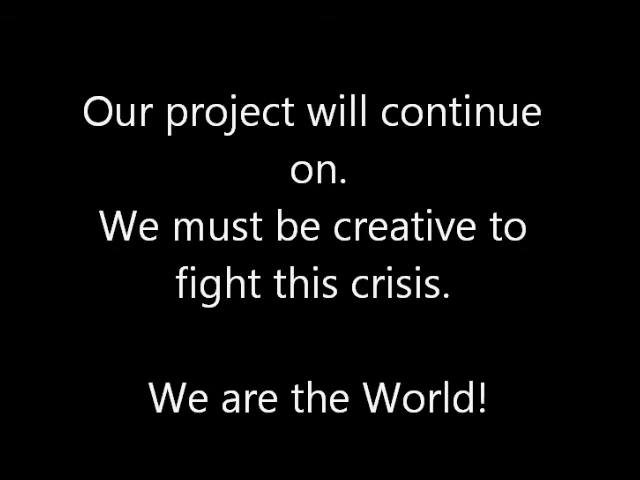 Our project will continue
on.
We must be creative to
fight this crisis.
We are the World!